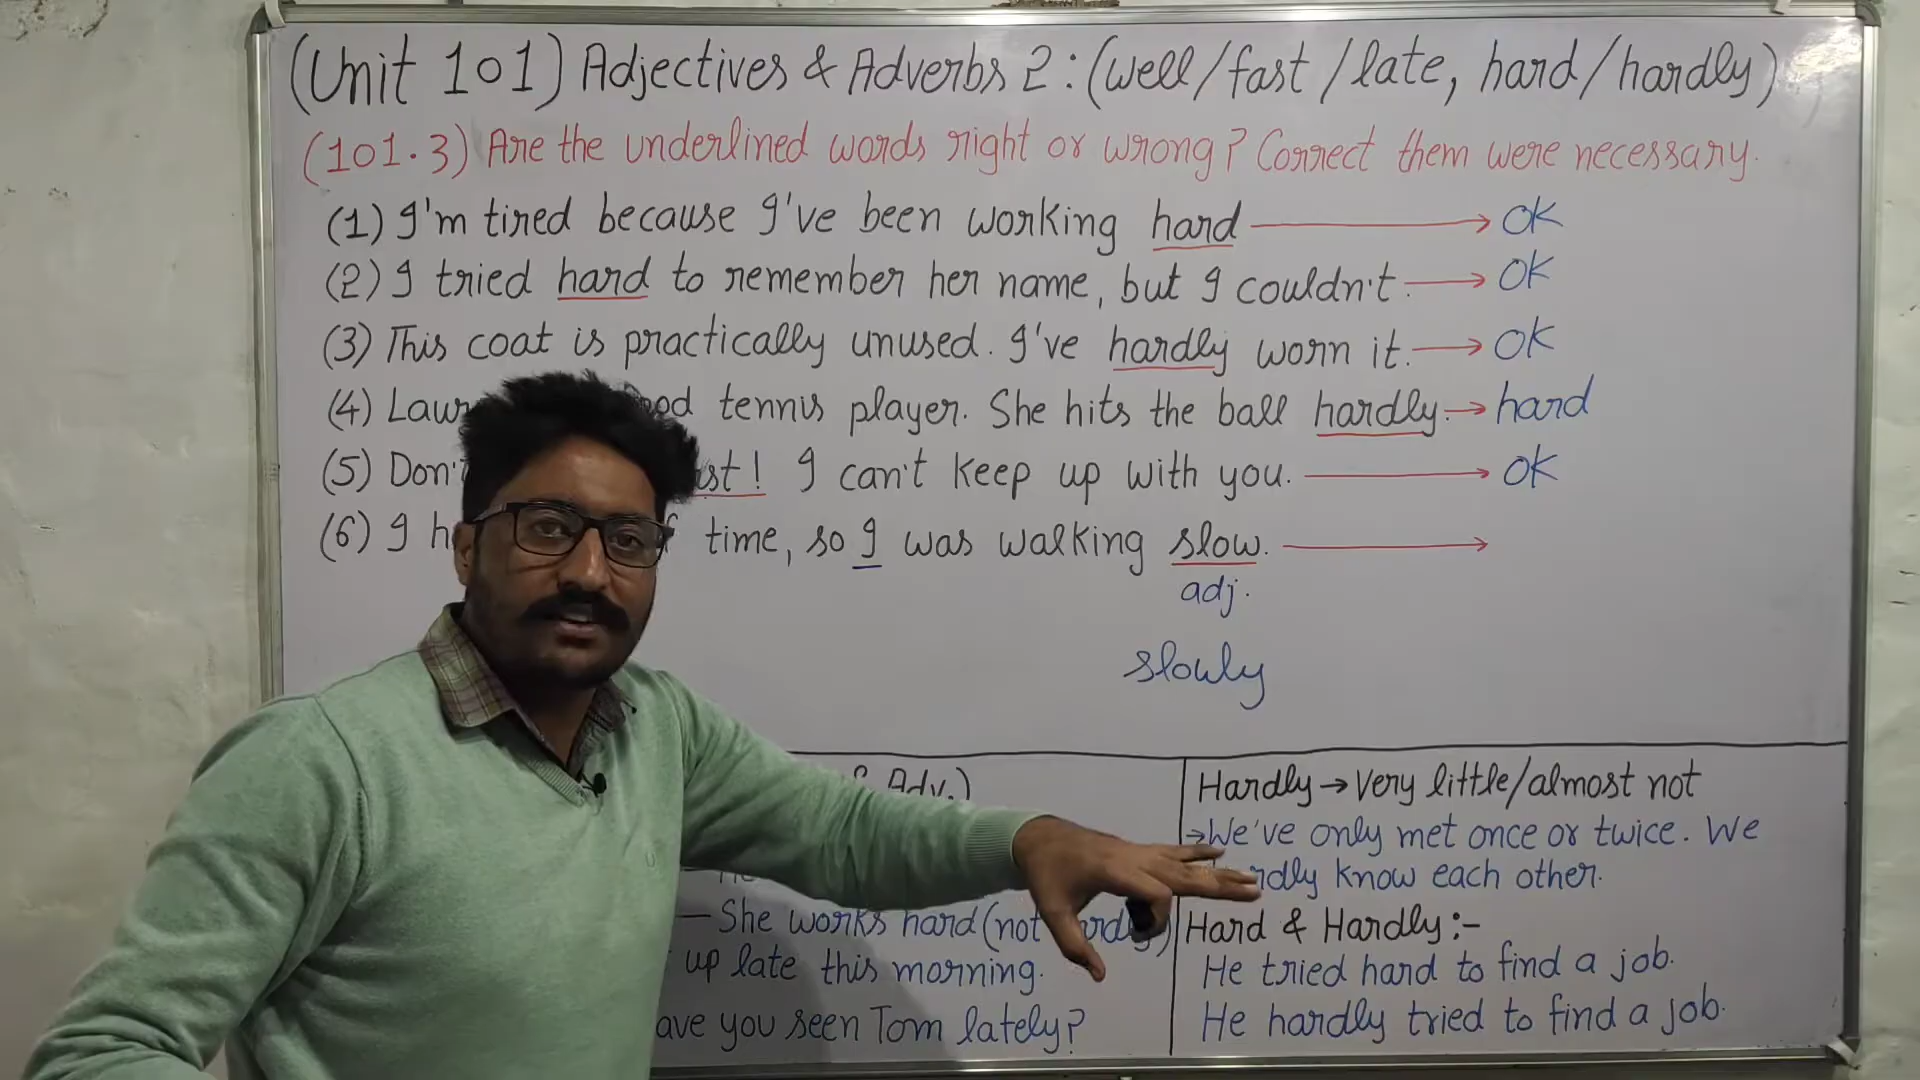 (Unit 101) Adjectives & Adverbs 2 : (well/fast/late, hard/hardly)
(101.3) Are the underlined words right or wrong? Correct them were necessary.
(1) I'm tired because I've been working hard → OK
(2) I tried hard to remember her name, but I couldn't. → OK
(3) This coat is practically unused. I've hardly worn it. → OK
(4) tennis player. She hits the ball hardly. → hard
(5) I can't keep up with you. → OK
(6) I time, so I was walking slow. →
adj.
slowly
Adv.)
Hardly → Very little/almost not
→ We've only met once or twice. We
know each other.
— She works hard (not
Hard & Hardly :-
up late this morning.
He tried hard to find a job.
you seen Tom lately?
He hardly tried to find a job.